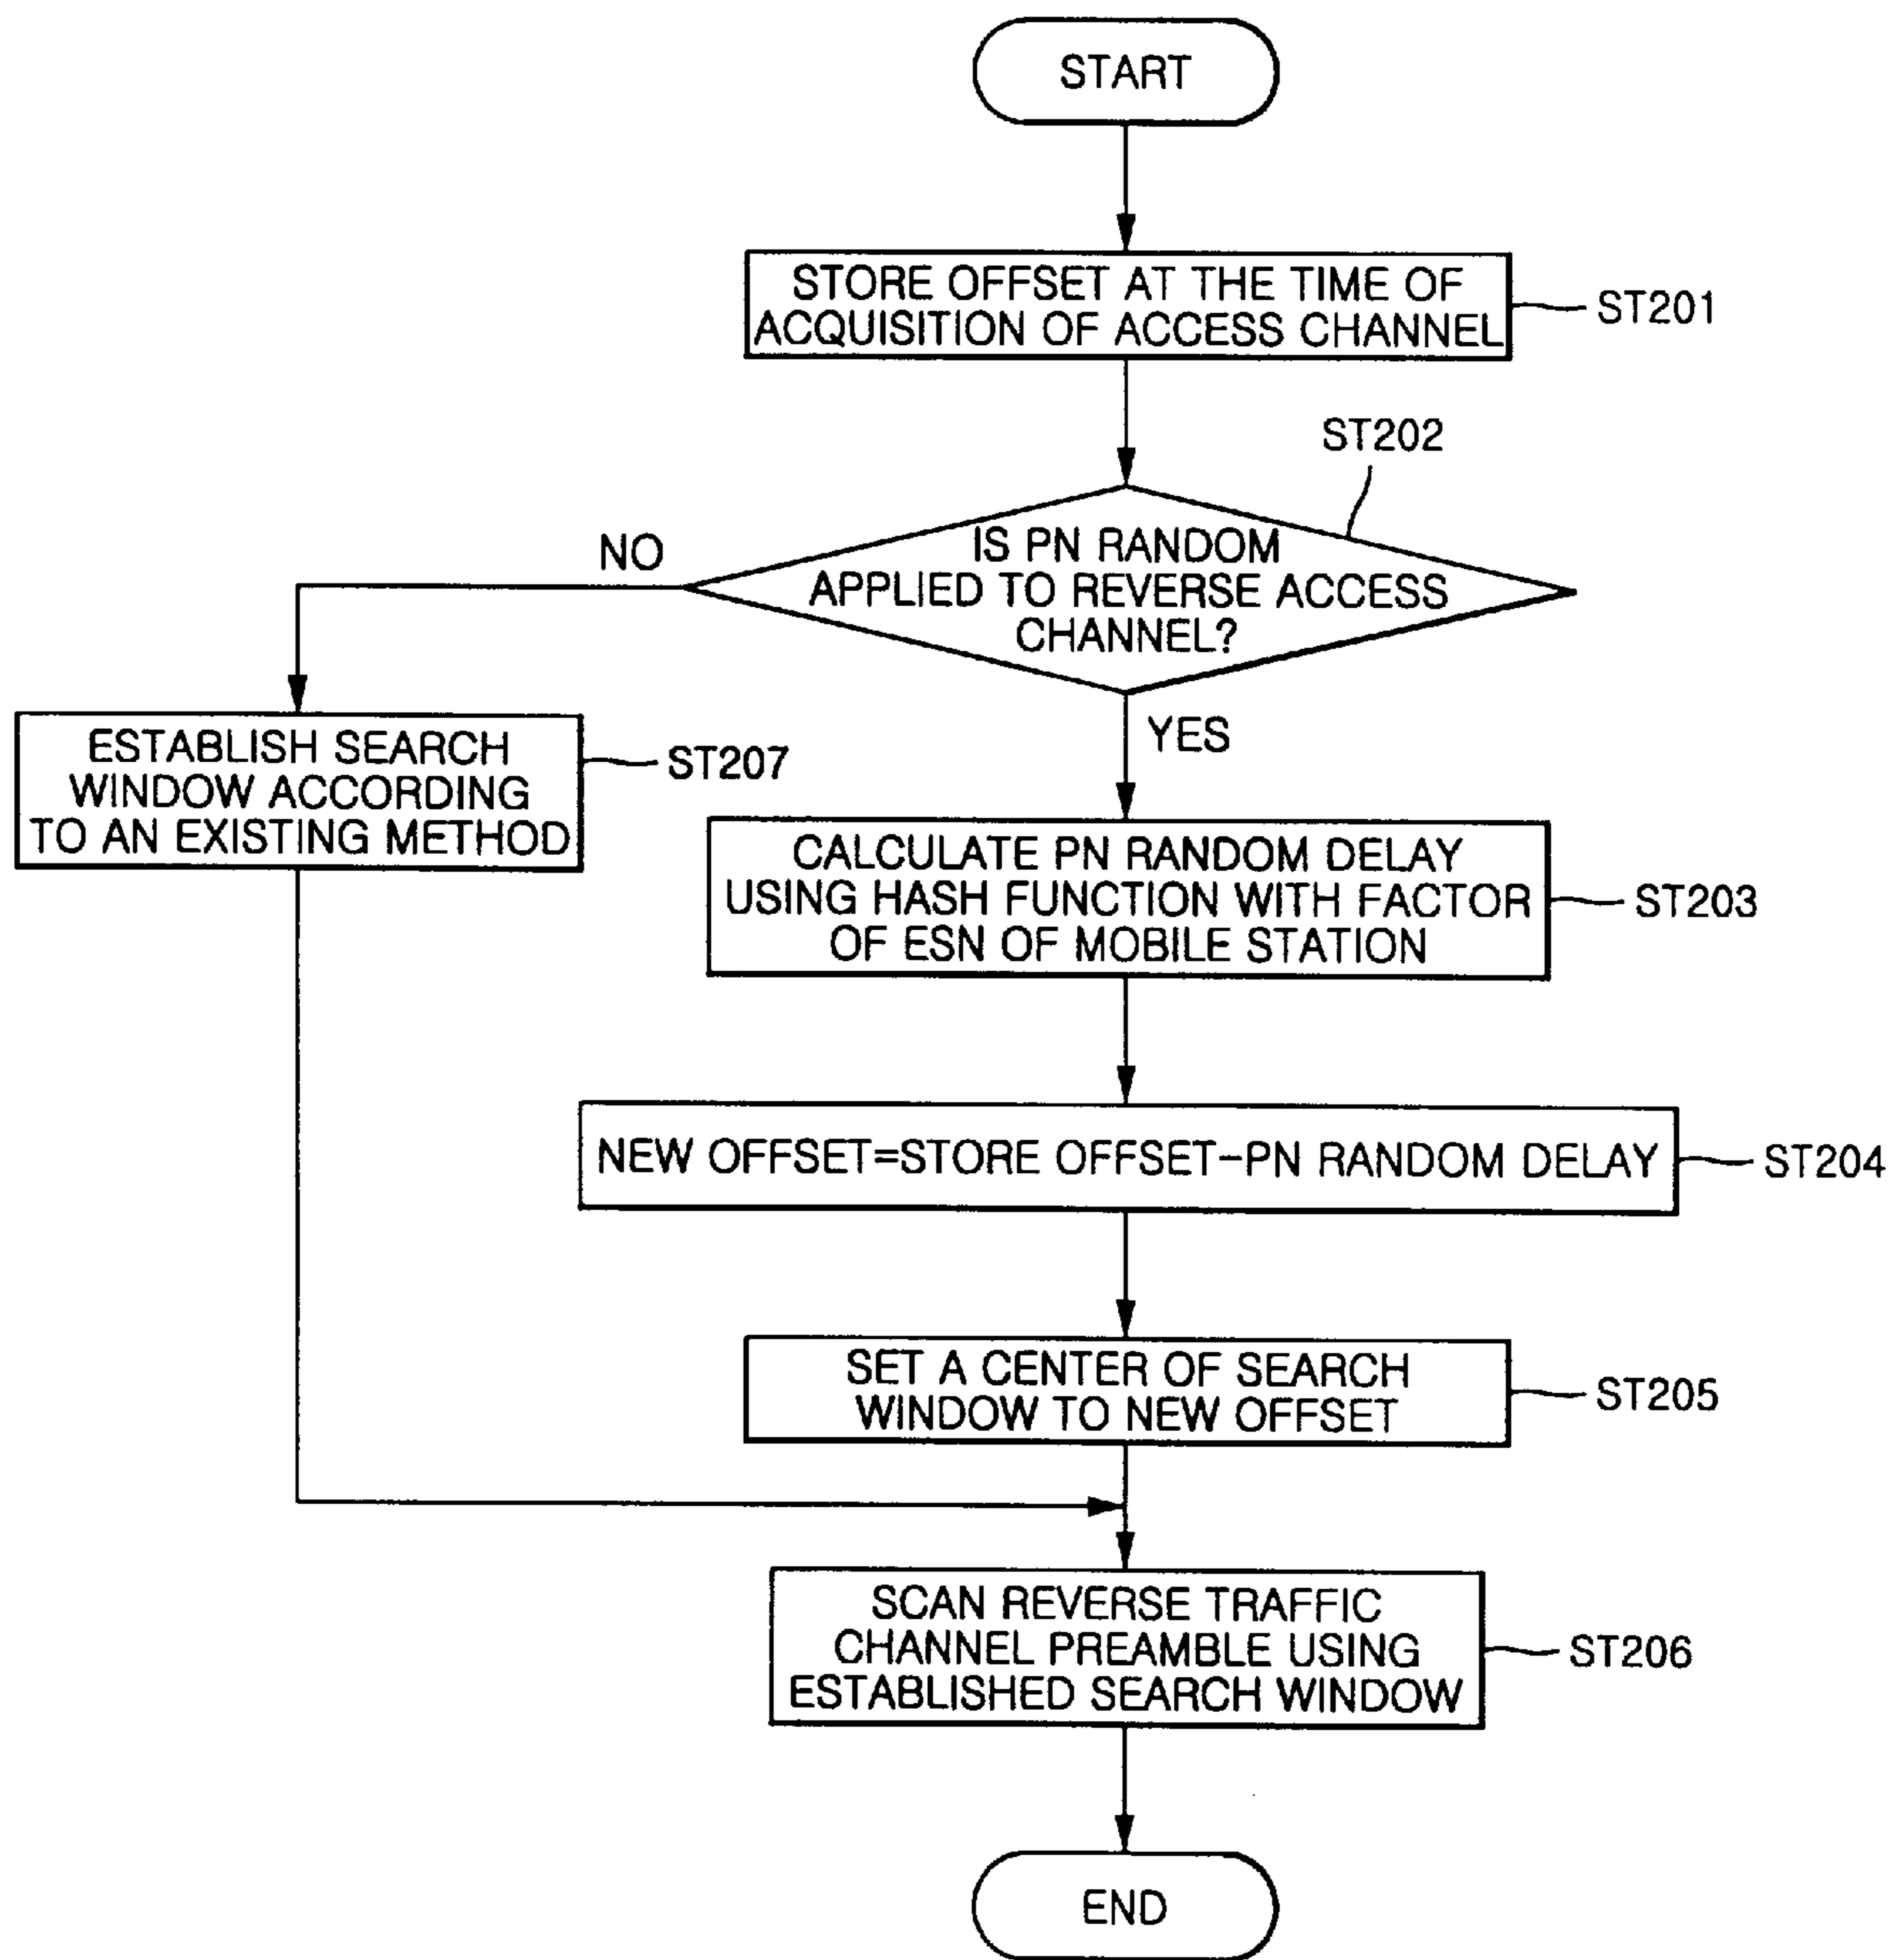 START
STORE OFFSET AT THE TIME OF
ACQUISITION OF ACCESS CHANNEL
ST201
ST202
IS PN RANDOM
APPLIED TO REVERSE ACCESS
CHANNEL?
NO
YES
ESTABLISH SEARCH
WINDOW ACCORDING
TO AN EXISTING METHOD
ST207
CALCULATE PN RANDOM DELAY
USING HASH FUNCTION WITH FACTOR
OF ESN OF MOBILE STATION
ST203
NEW OFFSET=STORE OFFSET-PN RANDOM DELAY
ST204
SET A CENTER OF SEARCH
WINDOW TO NEW OFFSET
ST205
SCAN REVERSE TRAFFIC
CHANNEL PREAMBLE USING
ESTABLISHED SEARCH WINDOW
ST206
END